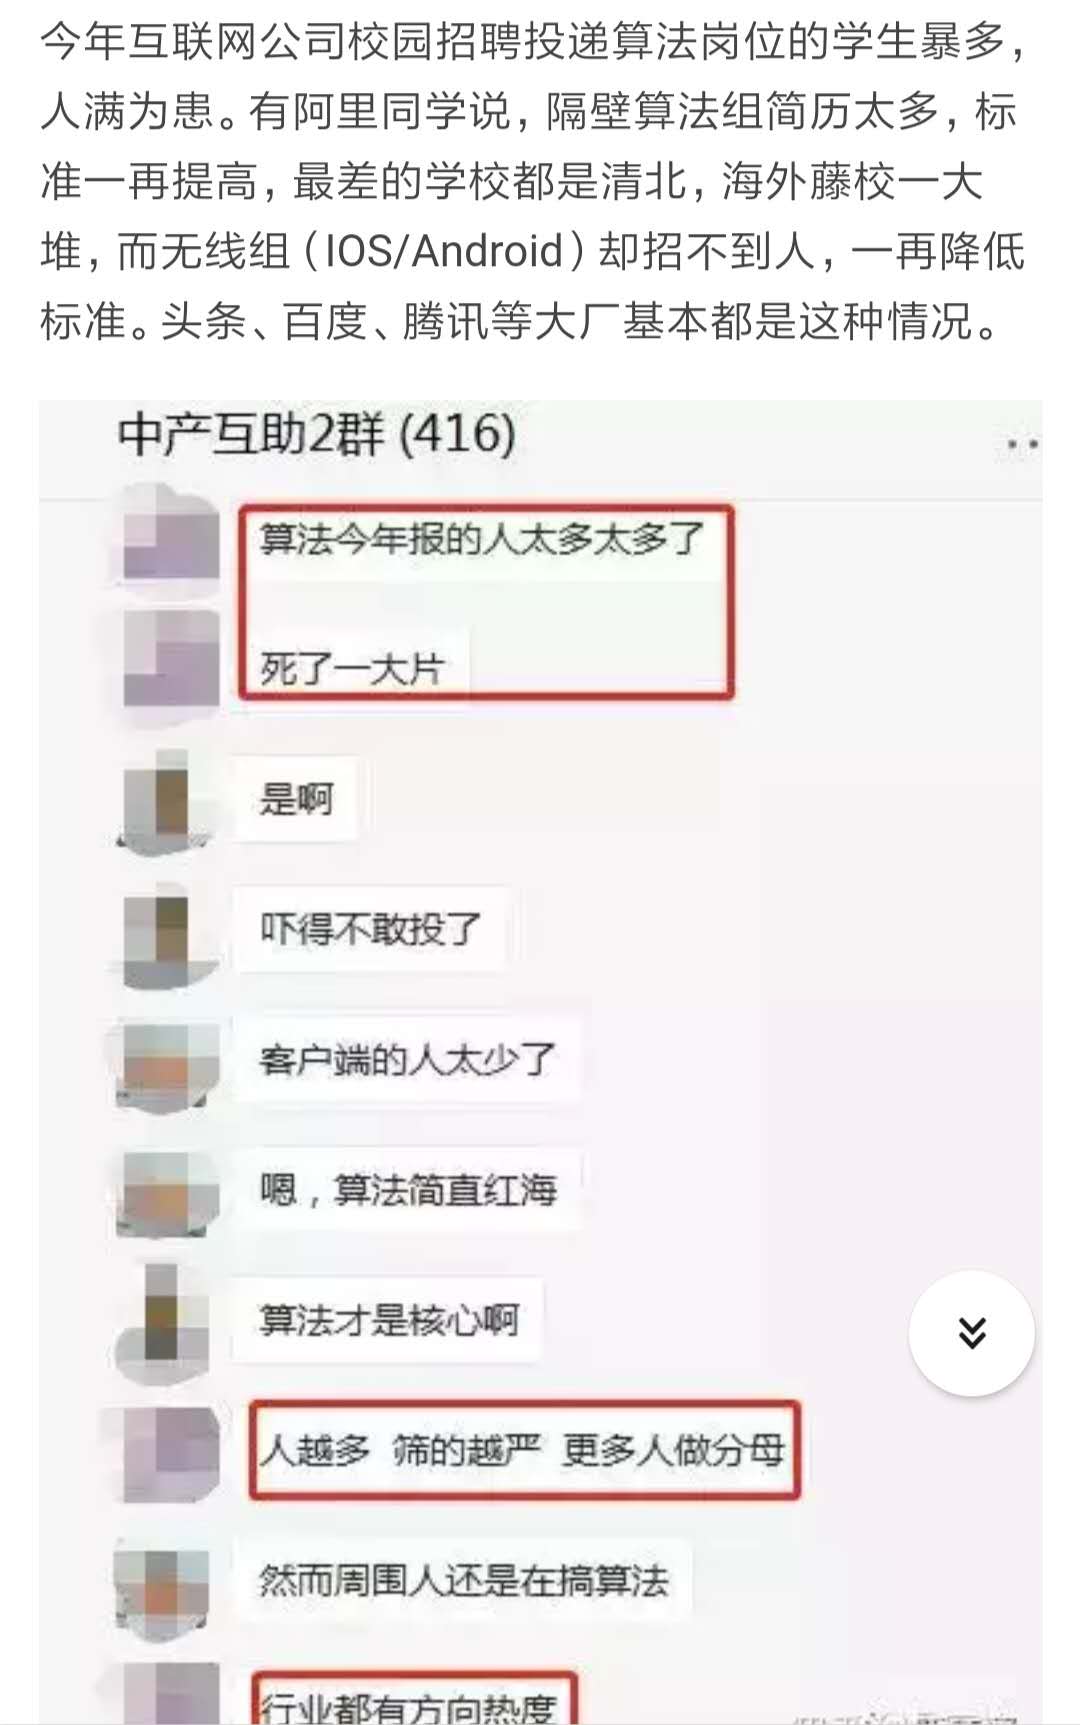 今年互联网公司校园招聘投递算法岗位的学生暴多，
人满为患。有阿里同学说，隔壁算法组简历太多，标
准一再提高，最差的学校都是清北，海外藤校一大
堆，而无线组（IOS/Android）却招不到人，一再降低
标准。头条、百度、腾讯等大厂基本都是这种情况。
中产互助2群 (416)
算法今年报的人太多太多了
死了一大片
是啊
吓得不敢投了
客户端的人太少了
嗯，算法简直红海
算法才是核心啊
人越多 筛的越严 更多人做分母
然而周围人还是在搞算法
行业都有方向热度